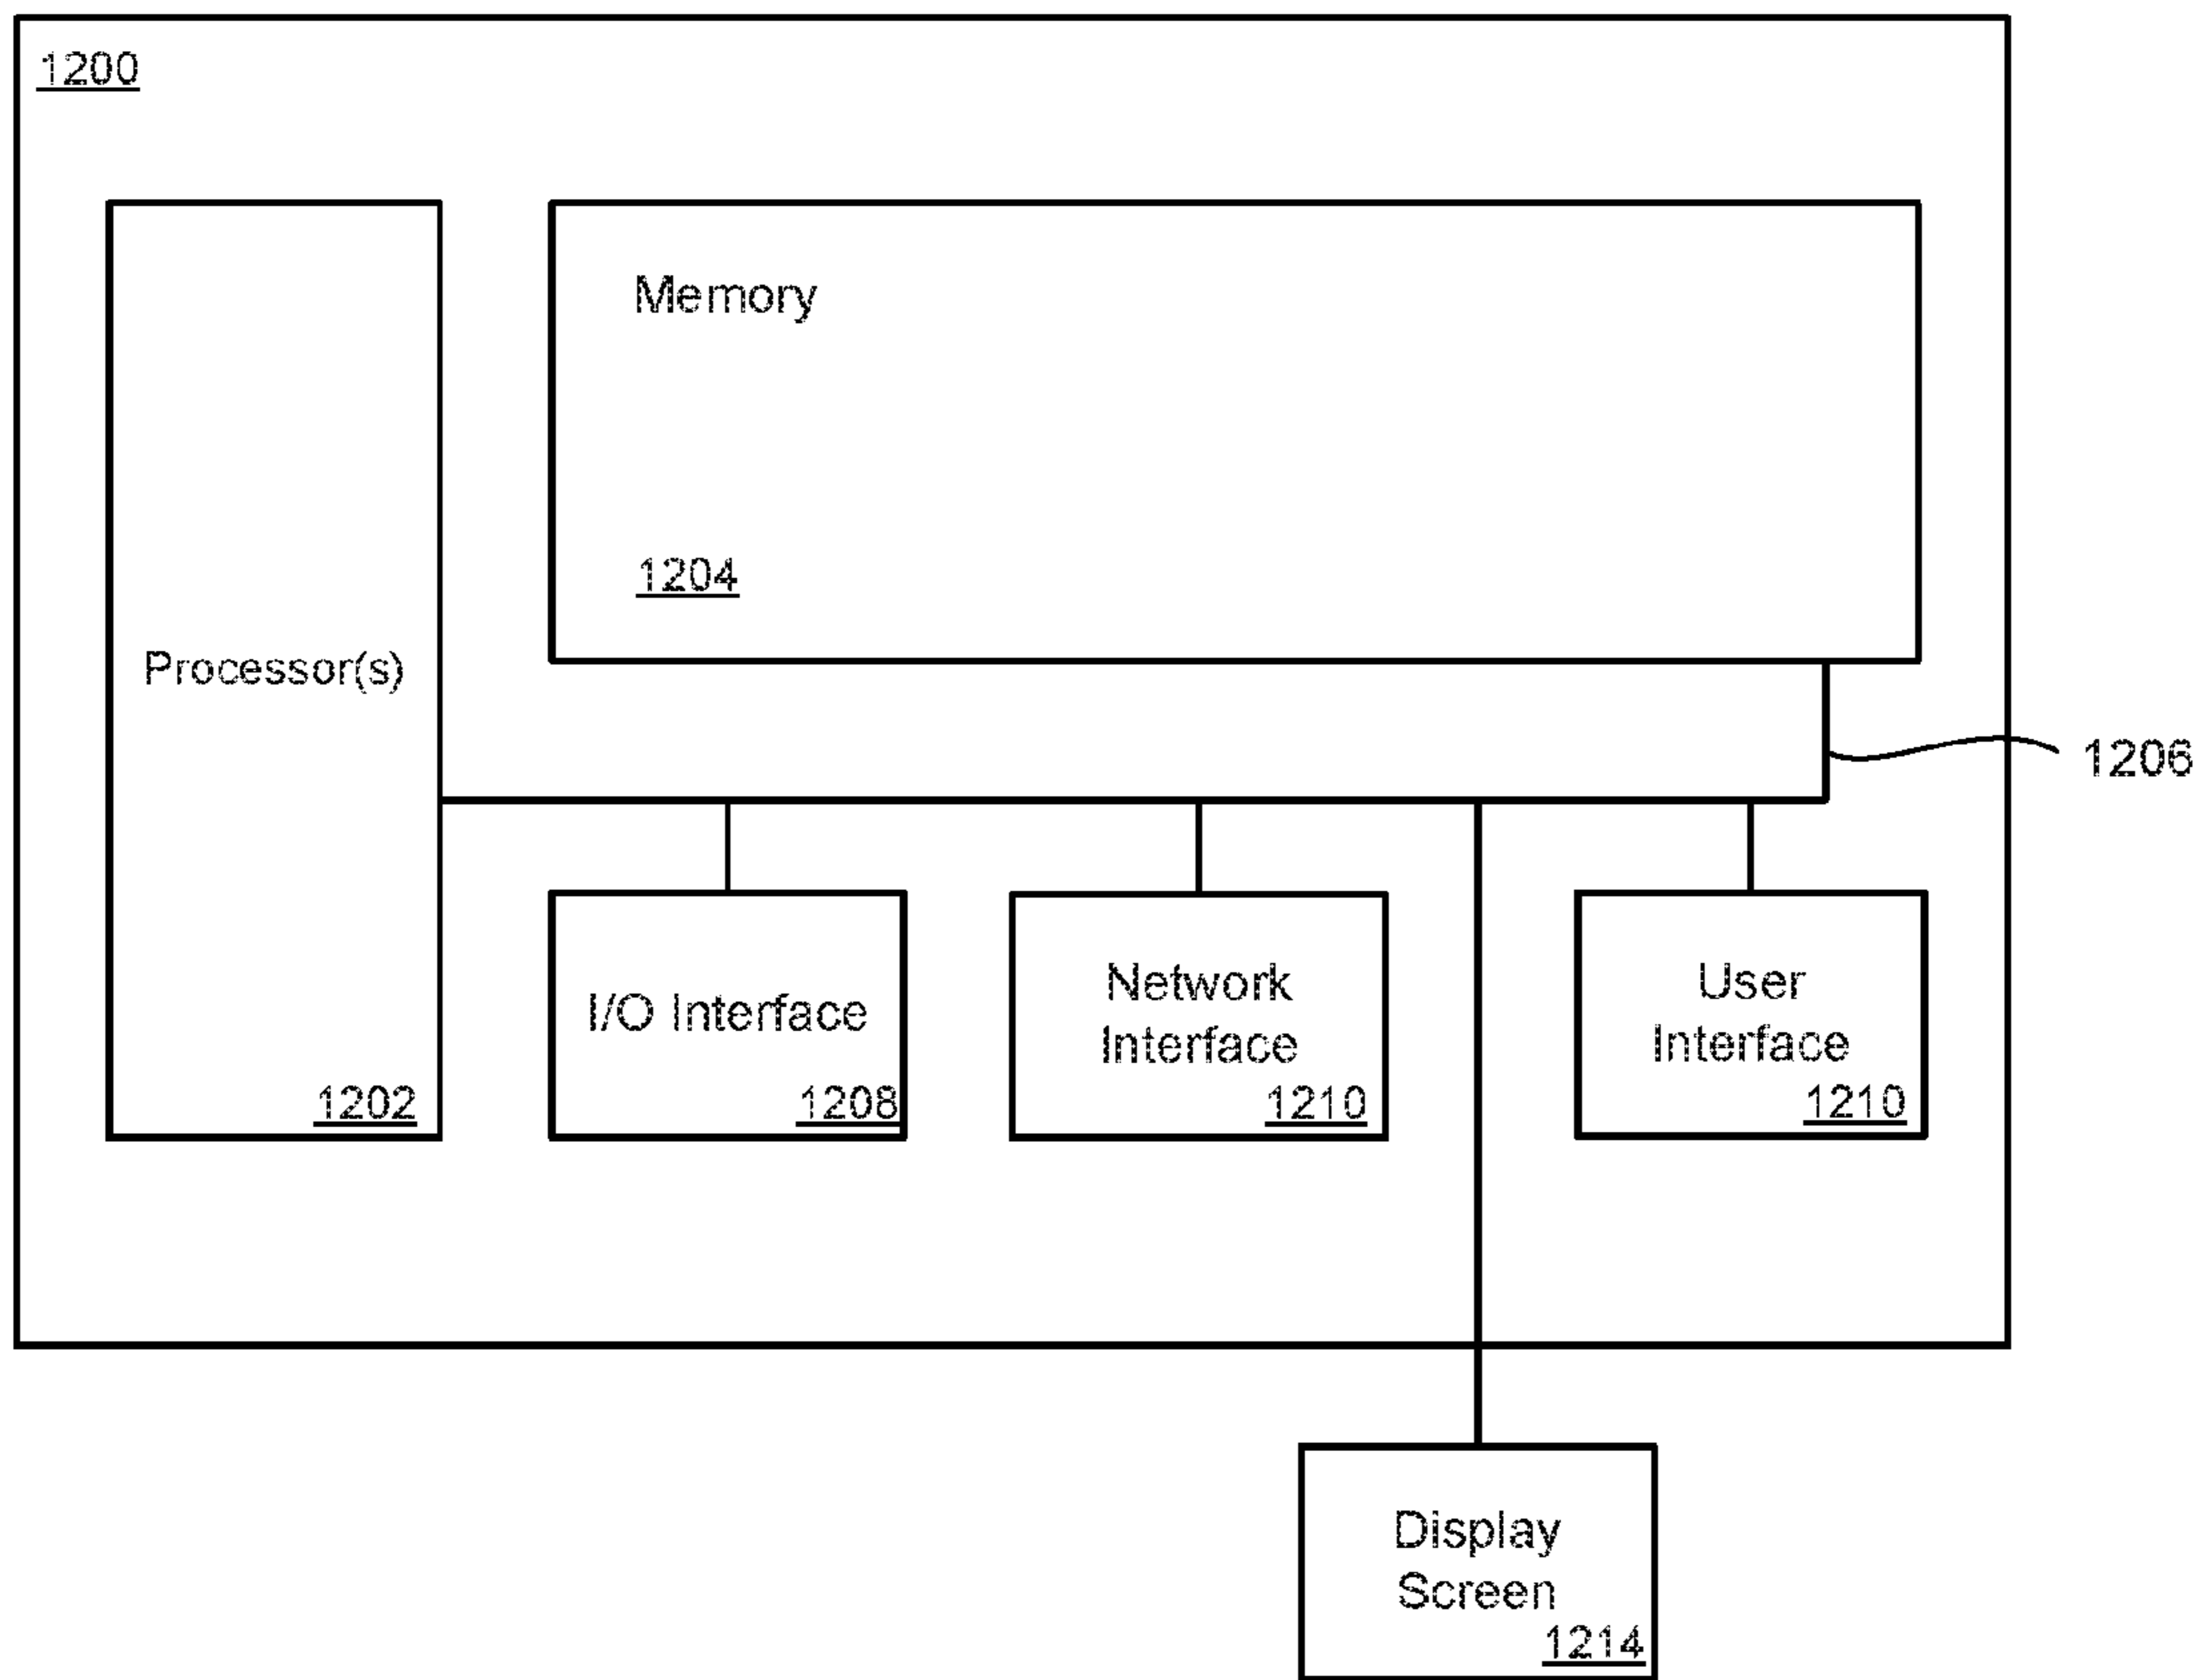 1200
Memory
1204
Processor(s)
1202
1206
I/O Interface
1208
Network
Interface
1210
User
Interface
1210
Display
Screen
1214